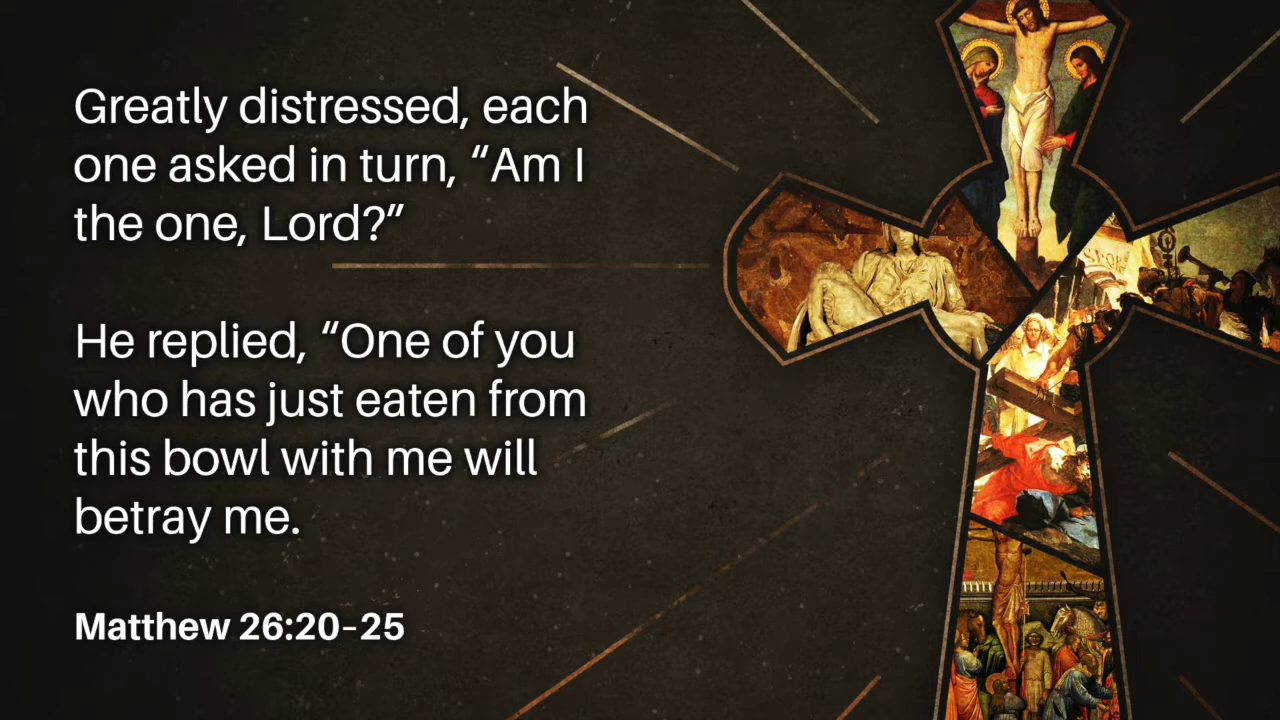 Greatly distressed, each
one asked in turn, “Am I
the one, Lord?”
He replied, “One of you
who has just eaten from
this bowl with me will
betray me.
Matthew 26:20–25
SPQR